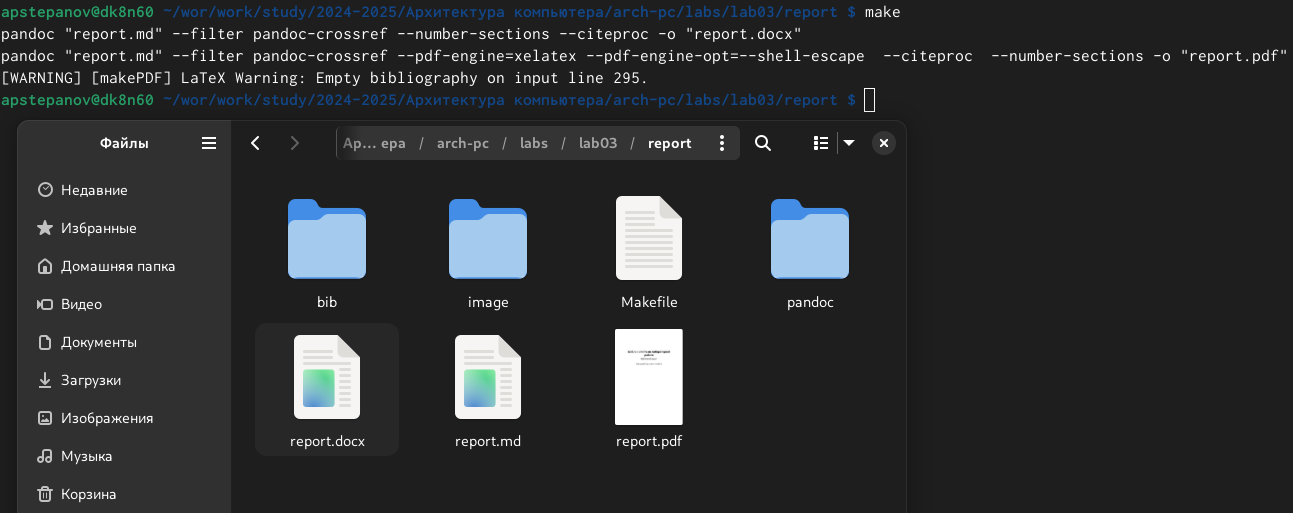 apstepanov@dk8n60 ~/wor/work/study/2024-2025/Архитектура компьютера/arch-pc/labs/lab03/report $ make
pandoc "report.md" --filter pandoc-crossref --number-sections --citeproc -o "report.docx"
pandoc "report.md" --filter pandoc-crossref --pdf-engine=xelatex --pdf-engine-opt=--shell-escape  --citeproc  --number-sections -o "report.pdf"
[WARNING] [makePDF] LaTeX Warning: Empty bibliography on input line 295.
apstepanov@dk8n60 ~/wor/work/study/2024-2025/Архитектура компьютера/arch-pc/labs/lab03/report $
Файлы
Ар... ера / arch-pc / labs / lab03 / report
Недавние
Избранные
Домашняя папка
Видео
Документы
Загрузки
Изображения
Музыка
Корзина
bib image Makefile pandoc
report.docx report.md report.pdf